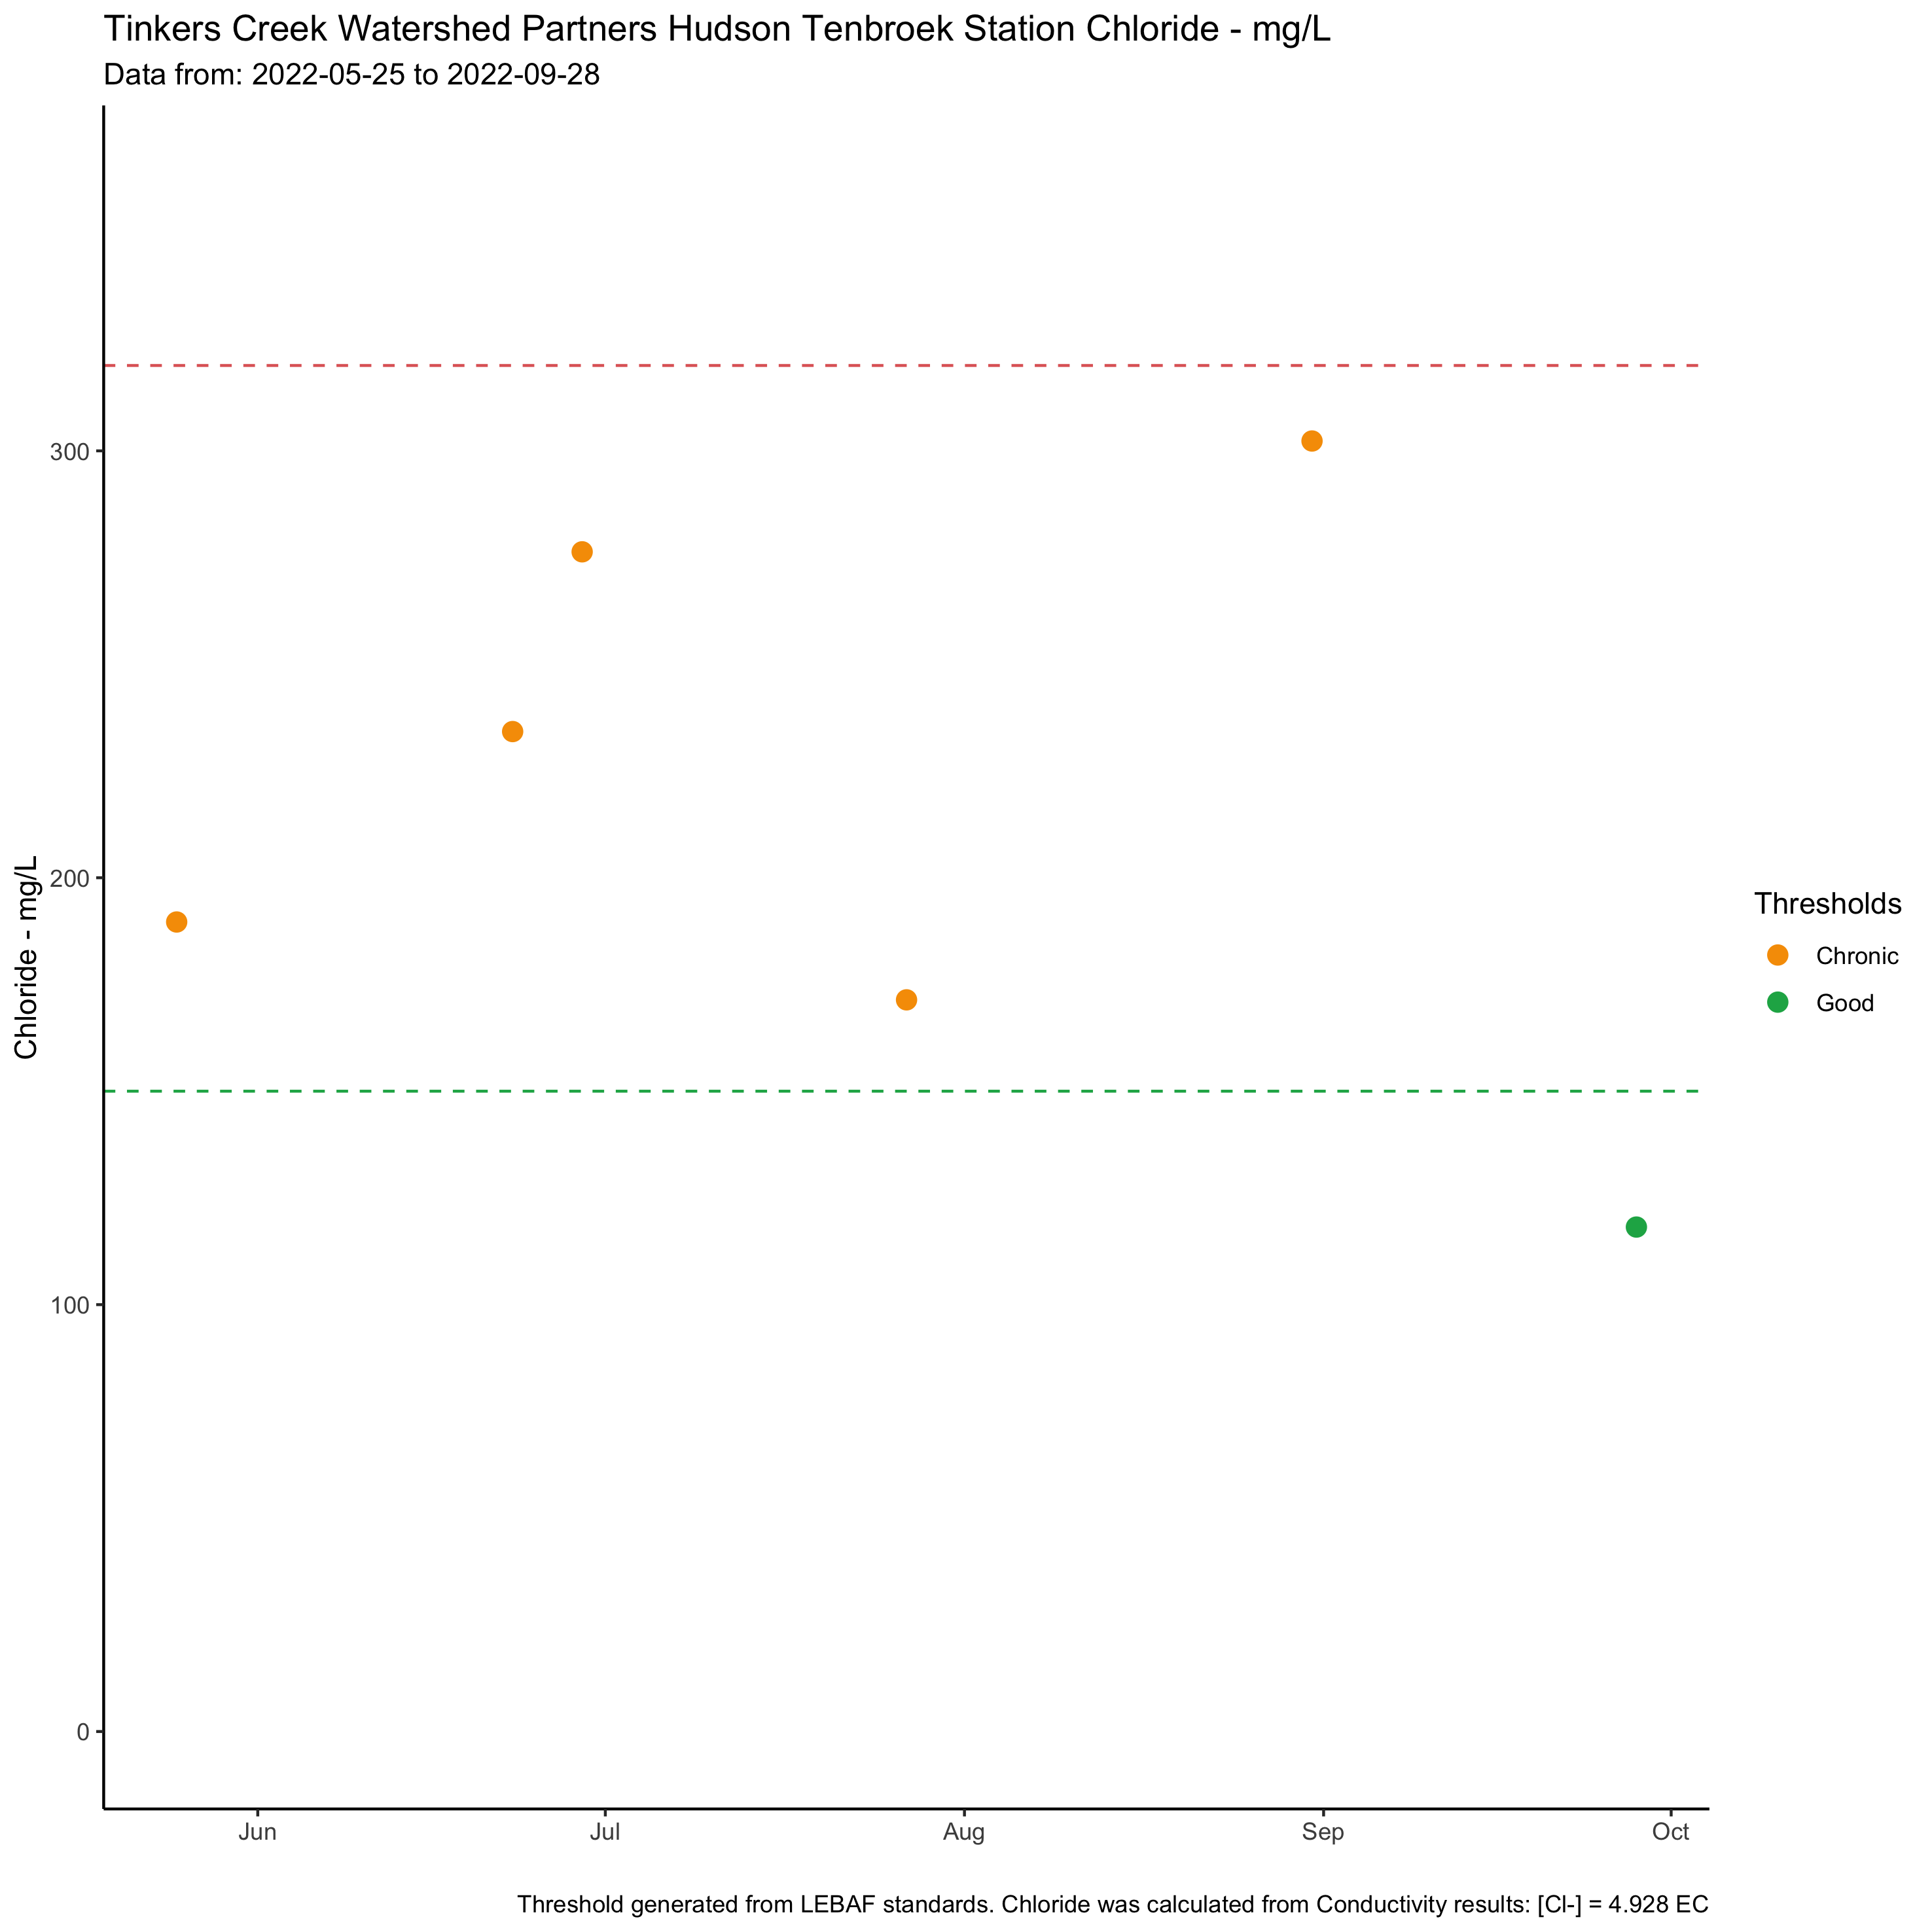 Tinkers Creek Watershed Partners Hudson Tenbroek Station Chloride - mg/L
Data from: 2022-05-25 to 2022-09-28
Chloride - mg/L
300
200
100
0
Jun Jul Aug Sep Oct
Thresholds
Chronic
Good
Threshold generated from LEBAF standards. Chloride was calculated from Conductivity results: [Cl-] = 4.928 EC